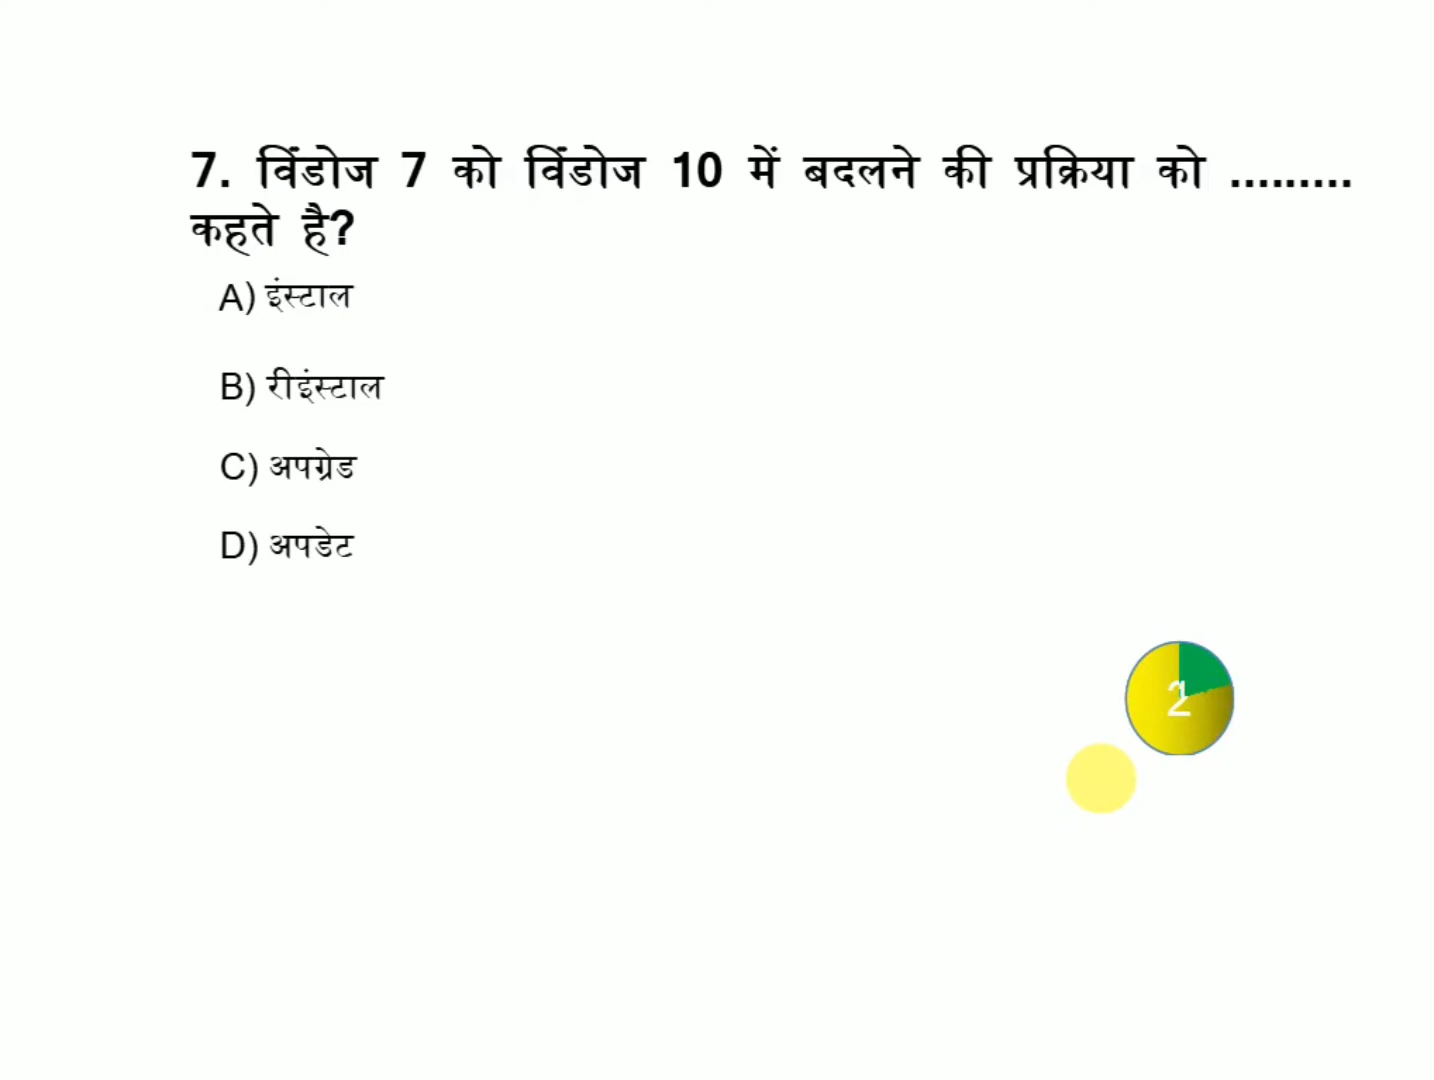 7. विंडोज 7 को विंडोज 10 में बदलने की प्रक्रिया को .........
कहते है?
A) इंस्टाल
B) रीइंस्टाल
C) अपग्रेड
D) अपडेट